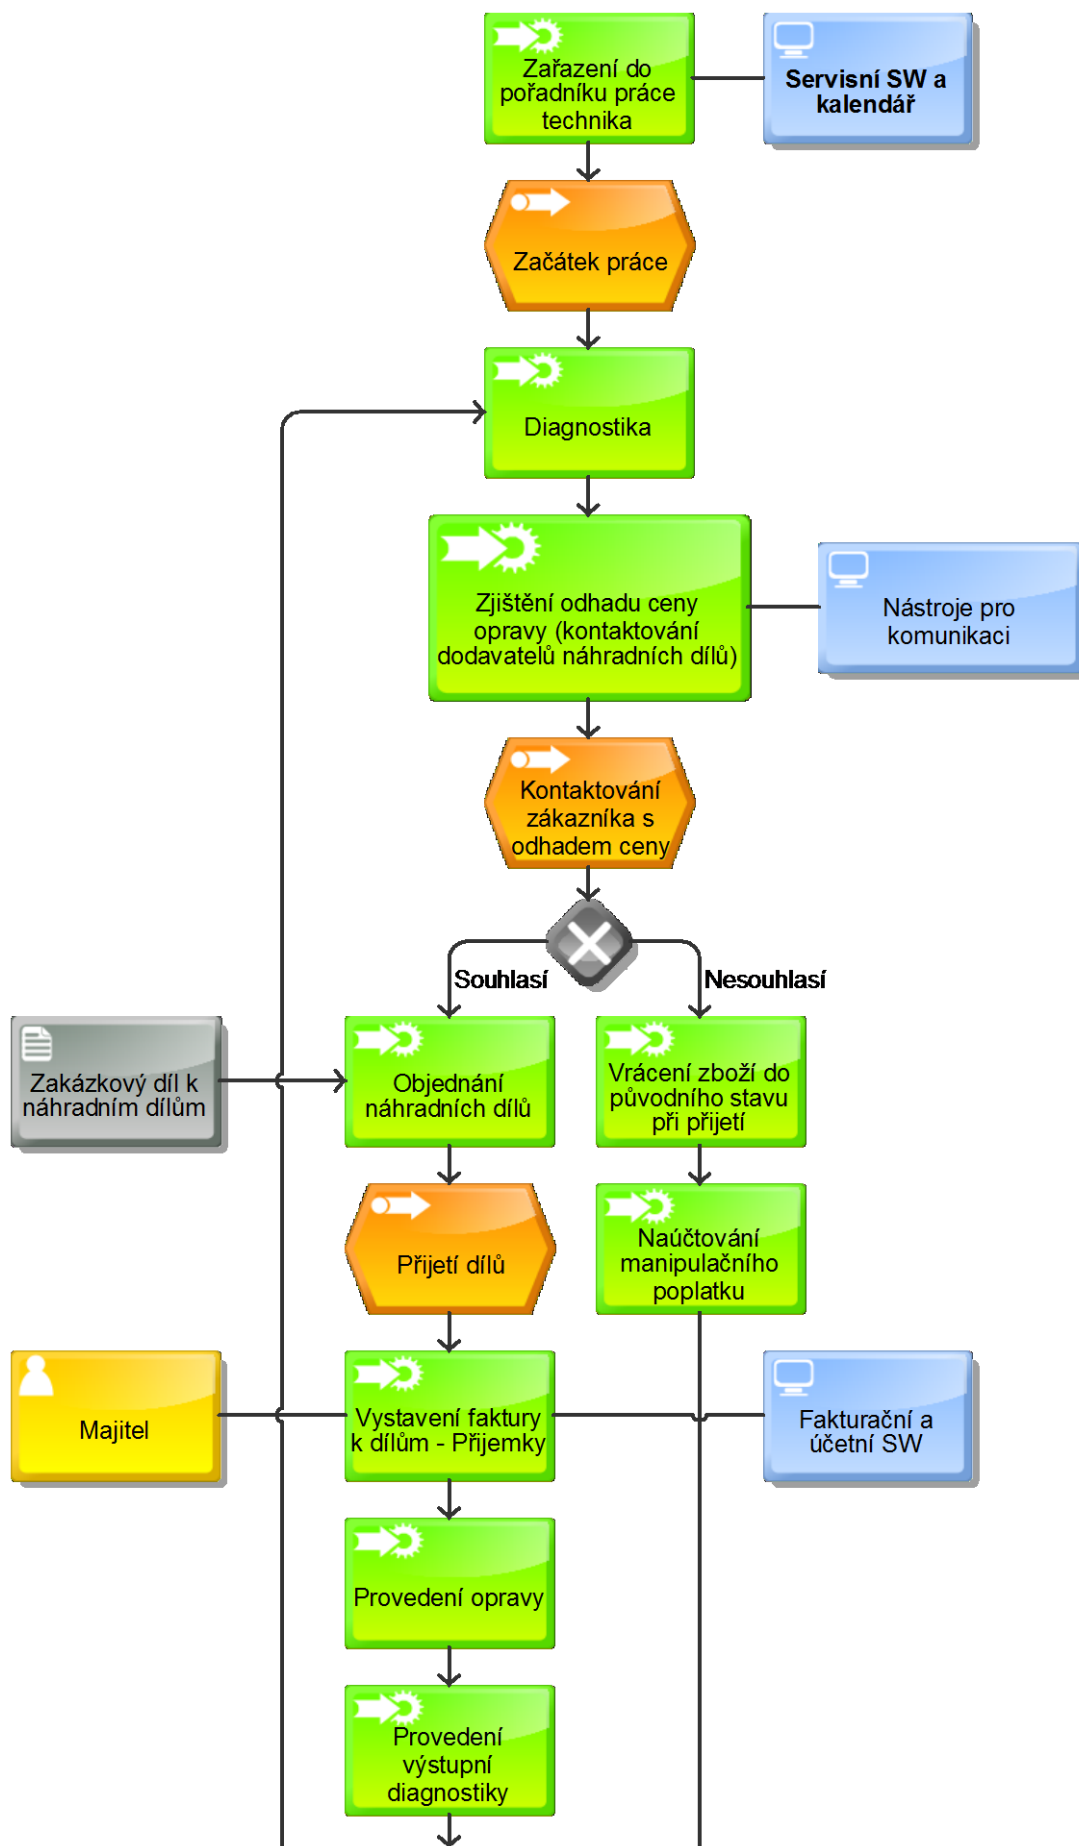 Zařazení do
pořadníku práce
technika
Servisní SW a
kalendář
Začátek práce
Diagnostika
Zjištění odhadu ceny
opravy (kontaktování
dodavatelů náhradních dílů)
Nástroje pro
komunikaci
Kontaktování
zákazníka s
odhadem ceny
Souhlasí
Nesouhlasí
Zakázkový díl k
náhradním dílům
Objednání
náhradních dílů
Vrácení zboží do
původního stavu
při přijetí
Přijetí dílů
Naúčtování
manipulačního
poplatku
Majitel
Vystavení faktury
k dílům - Přijemky
Fakturační a
účetní SW
Provedení opravy
Provedení
výstupní
diagnostiky